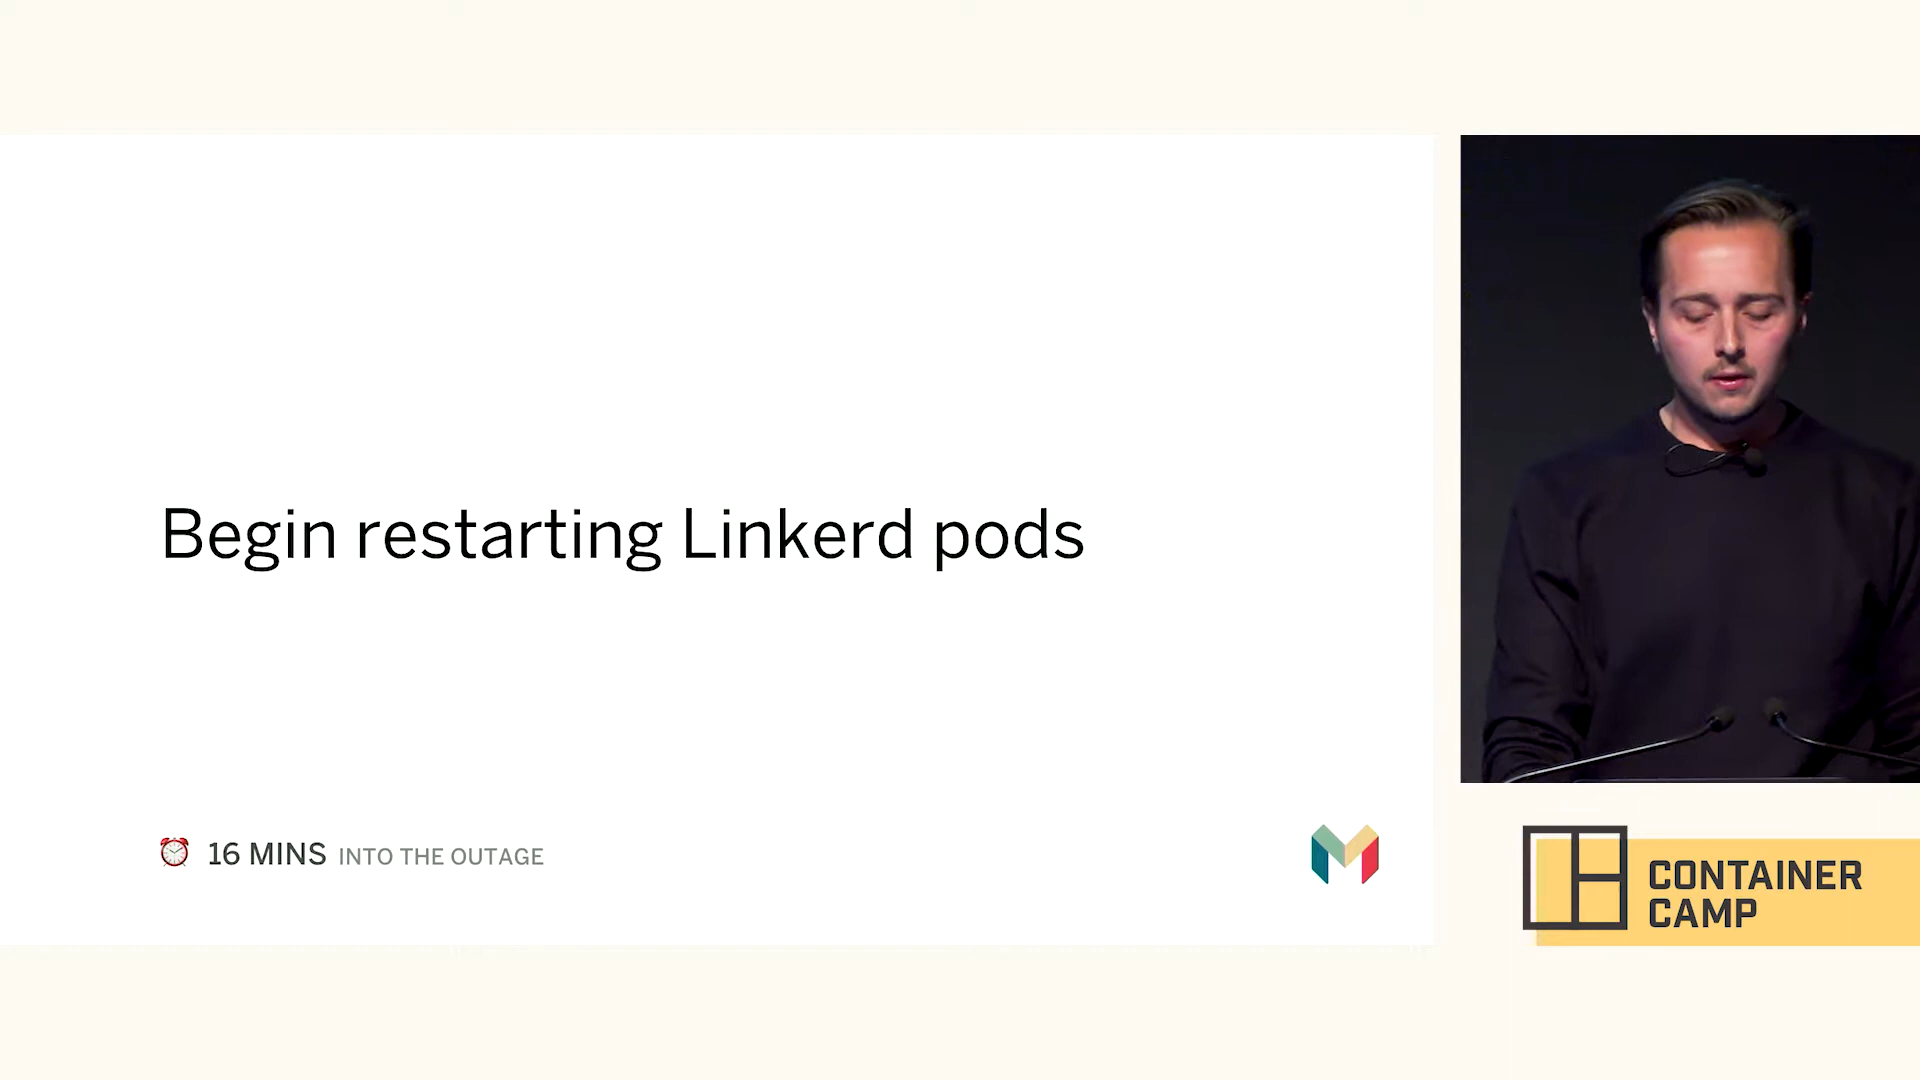 Begin restarting Linkerd pods
16 MINS INTO THE OUTAGE
CONTAINER
CAMP